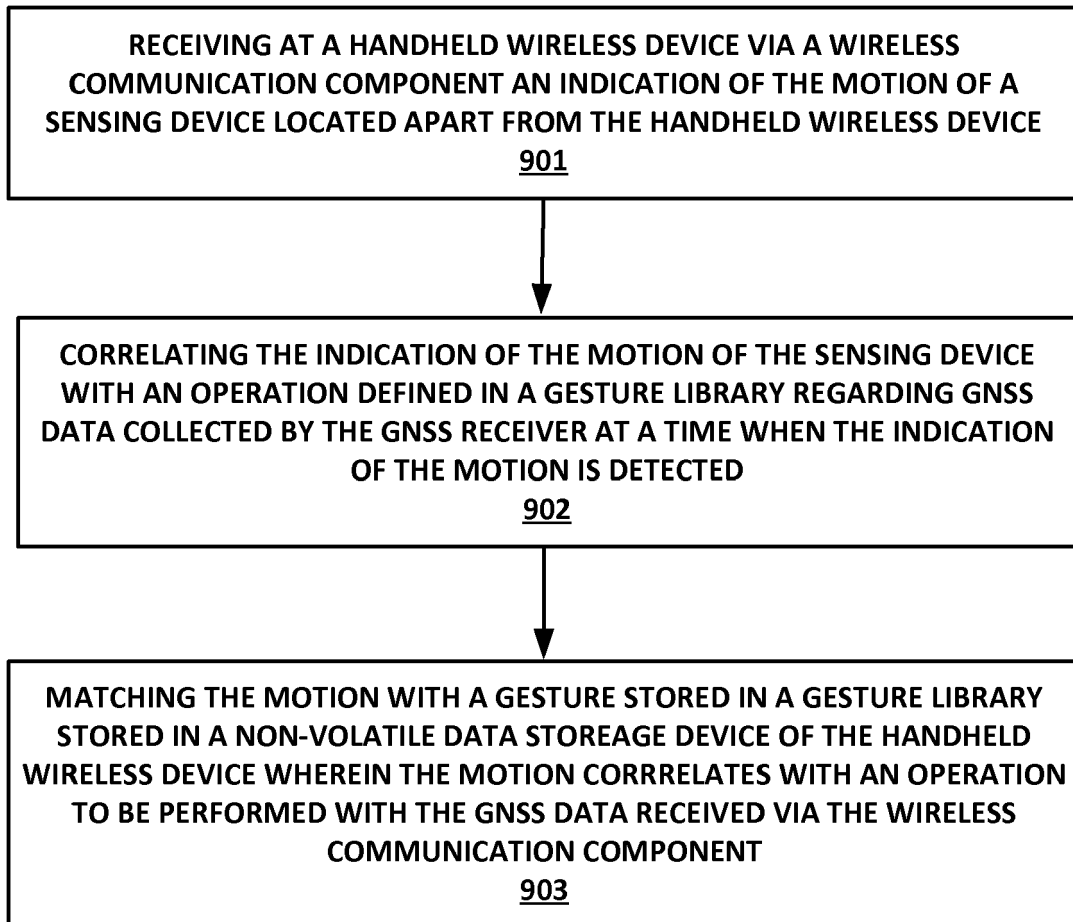 RECEIVING AT A HANDHELD WIRELESS DEVICE VIA A WIRELESS
COMMUNICATION COMPONENT AN INDICATION OF THE MOTION OF A
SENSING DEVICE LOCATED APART FROM THE HANDHELD WIRELESS DEVICE
901
CORRELATING THE INDICATION OF THE MOTION OF THE SENSING DEVICE
WITH AN OPERATION DEFINED IN A GESTURE LIBRARY REGARDING GNSS
DATA COLLECTED BY THE GNSS RECEIVER AT A TIME WHEN THE INDICATION
OF THE MOTION IS DETECTED
902
MATCHING THE MOTION WITH A GESTURE STORED IN A GESTURE LIBRARY
STORED IN A NON-VOLATILE DATA STOREAGE DEVICE OF THE HANDHELD
WIRELESS DEVICE WHEREIN THE MOTION CORRRELATES WITH AN OPERATION
TO BE PERFORMED WITH THE GNSS DATA RECEIVED VIA THE WIRELESS
COMMUNICATION COMPONENT
903